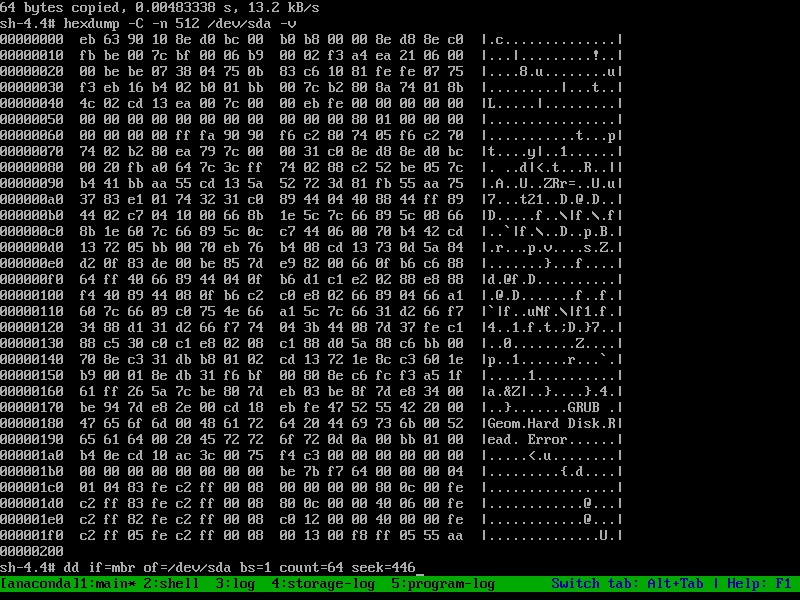 64 bytes copied, 0.00483338 s, 13.2 kB/s
sh-4.4# hexdump -C -n 512 /dev/sda -v
00000000  eb 63 90 10 8e d0 bc 00  b0 b8 00 00 8e d8 8e c0  |.c..............|
00000010  fb be 00 7c bf 00 06 b9  00 02 f3 a4 ea 21 06 00  |...|.........!..|
00000020  00 be be 07 38 04 75 0b  83 c6 10 81 fe fe 07 75  |....8.u........u|
00000030  f3 eb 16 b4 02 b0 01 bb  00 7c b2 80 8a 74 01 8b  |.........|...t..|
00000040  4c 02 cd 13 ea 00 7c 00  00 eb fe 00 00 00 00 00  |L.....|.........|
00000050  00 00 00 00 00 00 00 00  00 00 00 80 01 00 00 00  |................|
00000060  00 00 00 00 ff fa 90 90  f6 c2 80 74 05 f6 c2 70  |...........t...p|
00000070  74 02 b2 80 ea 79 7c 00  00 31 c0 8e d8 8e d0 bc  |t....y|..1......|
00000080  00 20 fb a0 64 7c 3c ff  74 02 88 c2 52 be 05 7c  |. ..d|<.t...R..||
00000090  b4 41 bb aa 55 cd 13 5a  52 72 3d 81 fb 55 aa 75  |.A..U..ZRr=..U.u|
000000a0  37 83 e1 01 74 32 31 c0  89 44 04 40 88 44 ff 89  |7...t21..D.@.D..|
000000b0  44 02 c7 04 10 00 66 8b  1e 5c 7c 66 89 5c 08 66  |D.....f..\|f.\.f|
000000c0  8b 1e 60 7c 66 89 5c 0c  c7 44 06 00 70 b4 42 cd  |..`|f.\..D..p.B.|
000000d0  13 72 05 bb 00 70 eb 76  b4 08 cd 13 73 0d 5a 84  |.r...p.v....s.Z.|
000000e0  d2 0f 83 de 00 be 85 7d  e9 82 00 66 0f b6 c6 88  |.......}...f....|
000000f0  64 ff 40 66 89 44 04 0f  b6 d1 c1 e2 02 88 e8 88  |d.@f.D..........|
00000100  f4 40 89 44 08 0f b6 c2  c0 e8 02 66 89 04 66 a1  |.@.D.......f..f.|
00000110  60 7c 66 09 c0 75 4e 66  a1 5c 7c 66 31 d2 66 f7  |`|f..uNf.\|f1.f.|
00000120  34 88 d1 31 d2 66 f7 74  04 3b 44 08 7d 37 fe c1  |4..1.f.t.;D.}7..|
00000130  88 c5 30 c0 c1 e8 02 08  c1 88 d0 5a 88 c6 bb 00  |..0........Z....|
00000140  70 8e c3 31 db b8 01 02  cd 13 72 1e 8c c3 60 1e  |p..1......r...`.|
00000150  b9 00 01 8e db 31 f6 bf  00 80 8e c6 fc f3 a5 1f  |.....1..........|
00000160  61 ff 26 5a 7c be 80 7d  eb 03 be 8f 7d e8 34 00  |a.&Z|..}....}.4.|
00000170  be 94 7d e8 2e 00 cd 18  eb fe 47 52 55 42 20 00  |..}.......GRUB .|
00000180  47 65 6f 6d 00 48 61 72  64 20 44 69 73 6b 00 52  |Geom.Hard Disk.R|
00000190  65 61 64 00 20 45 72 72  6f 72 0d 0a 00 bb 01 00  |ead. Error......|
000001a0  b4 0e cd 10 ac 3c 00 75  f4 c3 00 00 00 00 00 00  |.....<.u........|
000001b0  00 00 00 00 00 00 00 00  be 7b f7 64 00 00 00 04  |.........{.d....|
000001c0  01 04 83 fe c2 ff 00 08  00 00 00 00 80 0c 00 fe  |................|
000001d0  c2 ff 83 fe c2 ff 00 08  80 0c 00 00 40 06 00 fe  |............@...|
000001e0  c2 ff 82 fe c2 ff 00 08  c0 12 00 00 40 00 00 fe  |............@...|
000001f0  c2 ff 05 fe c2 ff 00 08  00 13 00 f8 ff 05 55 aa  |..............U.|
00000200
sh-4.4# dd if=mbr of=/dev/sda bs=1 count=64 seek=446_
[anaconda]1:main* 2:shell  3:log  4:storage-log  5:program-log        Switch tab: Alt+Tab | Help: F1